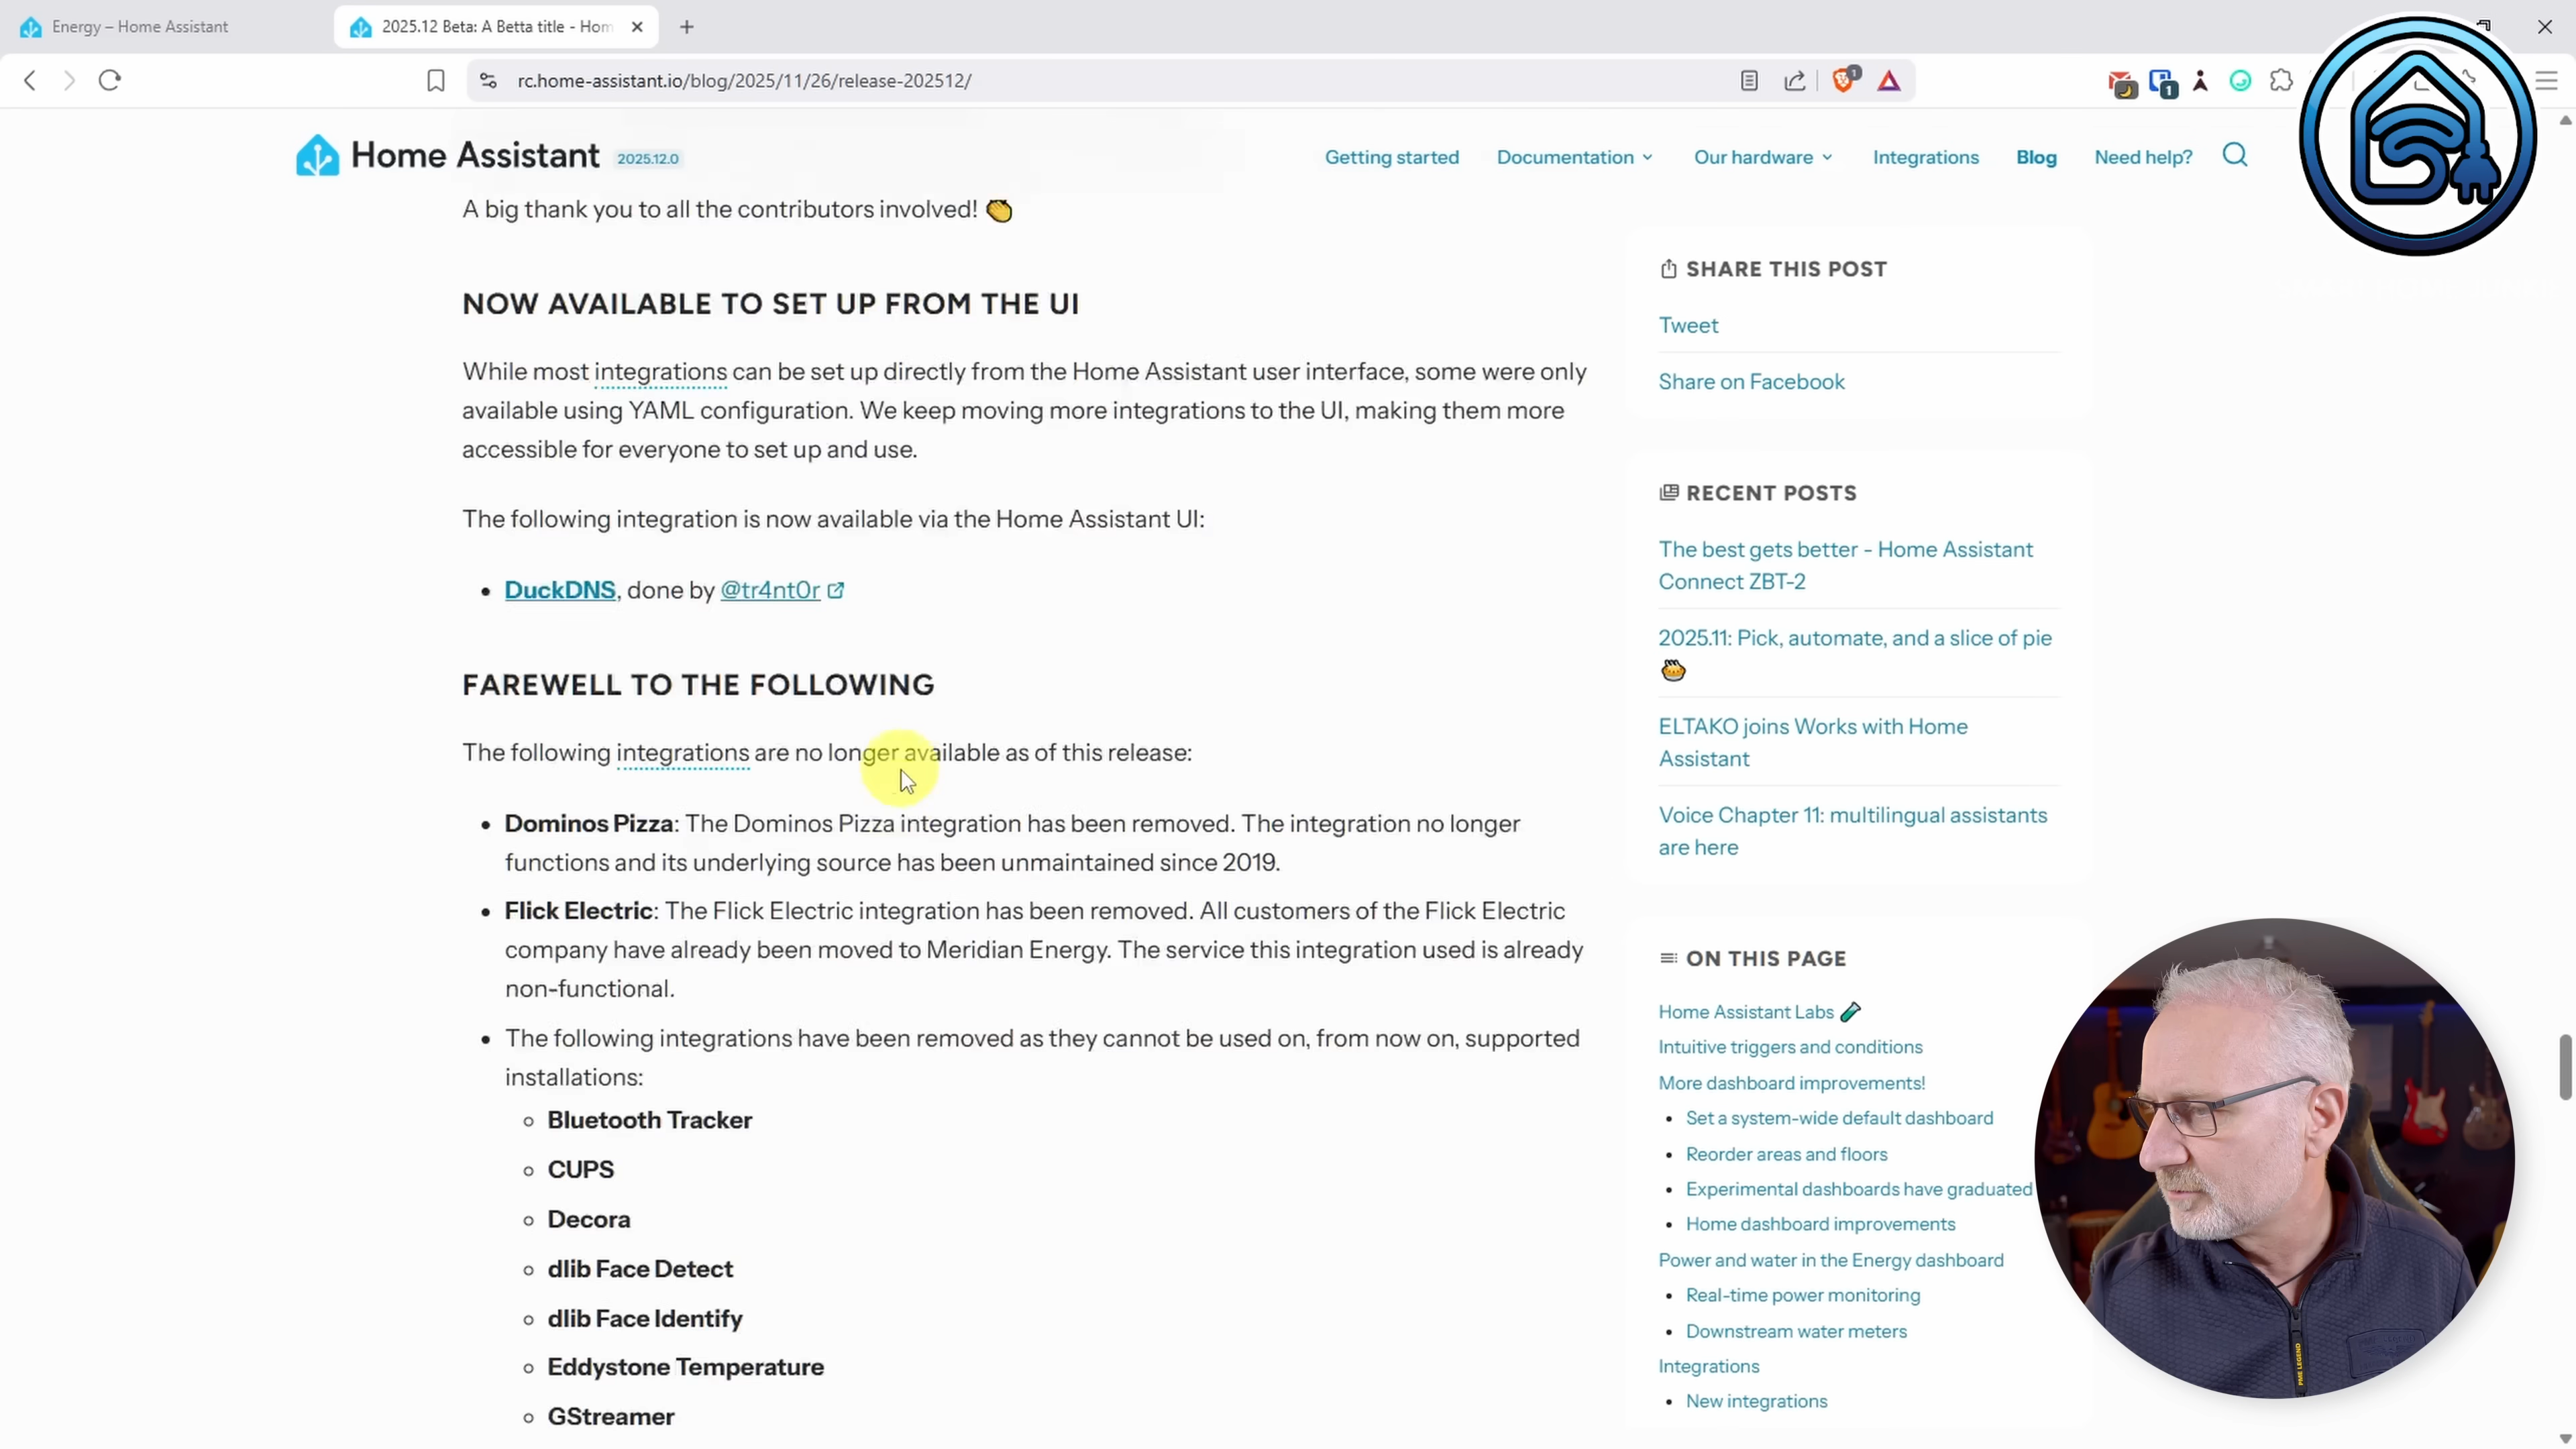 Energy – Home Assistant
2025.12 Beta: A Betta title - Hom
rc.home-assistant.io/blog/2025/11/26/release-202512/
1
1
Home Assistant 2025.12.0
Getting started Documentation Our hardware Integrations Blog Need help?
A big thank you to all the contributors involved! 👏
NOW AVAILABLE TO SET UP FROM THE UI
While most integrations can be set up directly from the Home Assistant user interface, some were only
available using YAML configuration. We keep moving more integrations to the UI, making them more
accessible for everyone to set up and use.
The following integration is now available via the Home Assistant UI:
• DuckDNS, done by @tr4nt0r
FAREWELL TO THE FOLLOWING
The following integrations are no longer available as of this release:
• Dominos Pizza: The Dominos Pizza integration has been removed. The integration no longer
functions and its underlying source has been unmaintained since 2019.
• Flick Electric: The Flick Electric integration has been removed. All customers of the Flick Electric
company have already been moved to Meridian Energy. The service this integration used is already
non-functional.
• The following integrations have been removed as they cannot be used on, from now on, supported
installations:
◦ Bluetooth Tracker
◦ CUPS
◦ Decora
◦ dlib Face Detect
◦ dlib Face Identify
◦ Eddystone Temperature
◦ GStreamer
SHARE THIS POST
Tweet
Share on Facebook
RECENT POSTS
The best gets better - Home Assistant
Connect ZBT-2
2025.11: Pick, automate, and a slice of pie
🥧
ELTAKO joins Works with Home
Assistant
Voice Chapter 11: multilingual assistants
are here
ON THIS PAGE
Home Assistant Labs 🧪
Intuitive triggers and conditions
More dashboard improvements!
• Set a system-wide default dashboard
• Reorder areas and floors
• Experimental dashboards have graduated
• Home dashboard improvements
Power and water in the Energy dashboard
• Real-time power monitoring
• Downstream water meters
Integrations
• New integrations
PME LEGEND